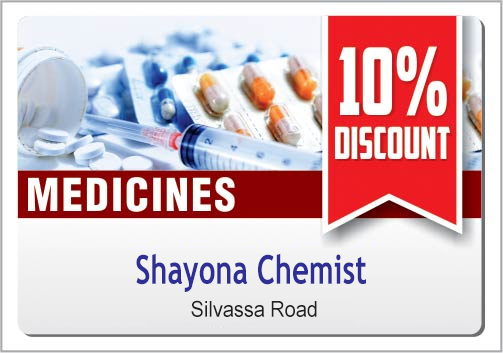 10%
DISCOUNT
MEDICINES
Shayona Chemist
Silvassa Road